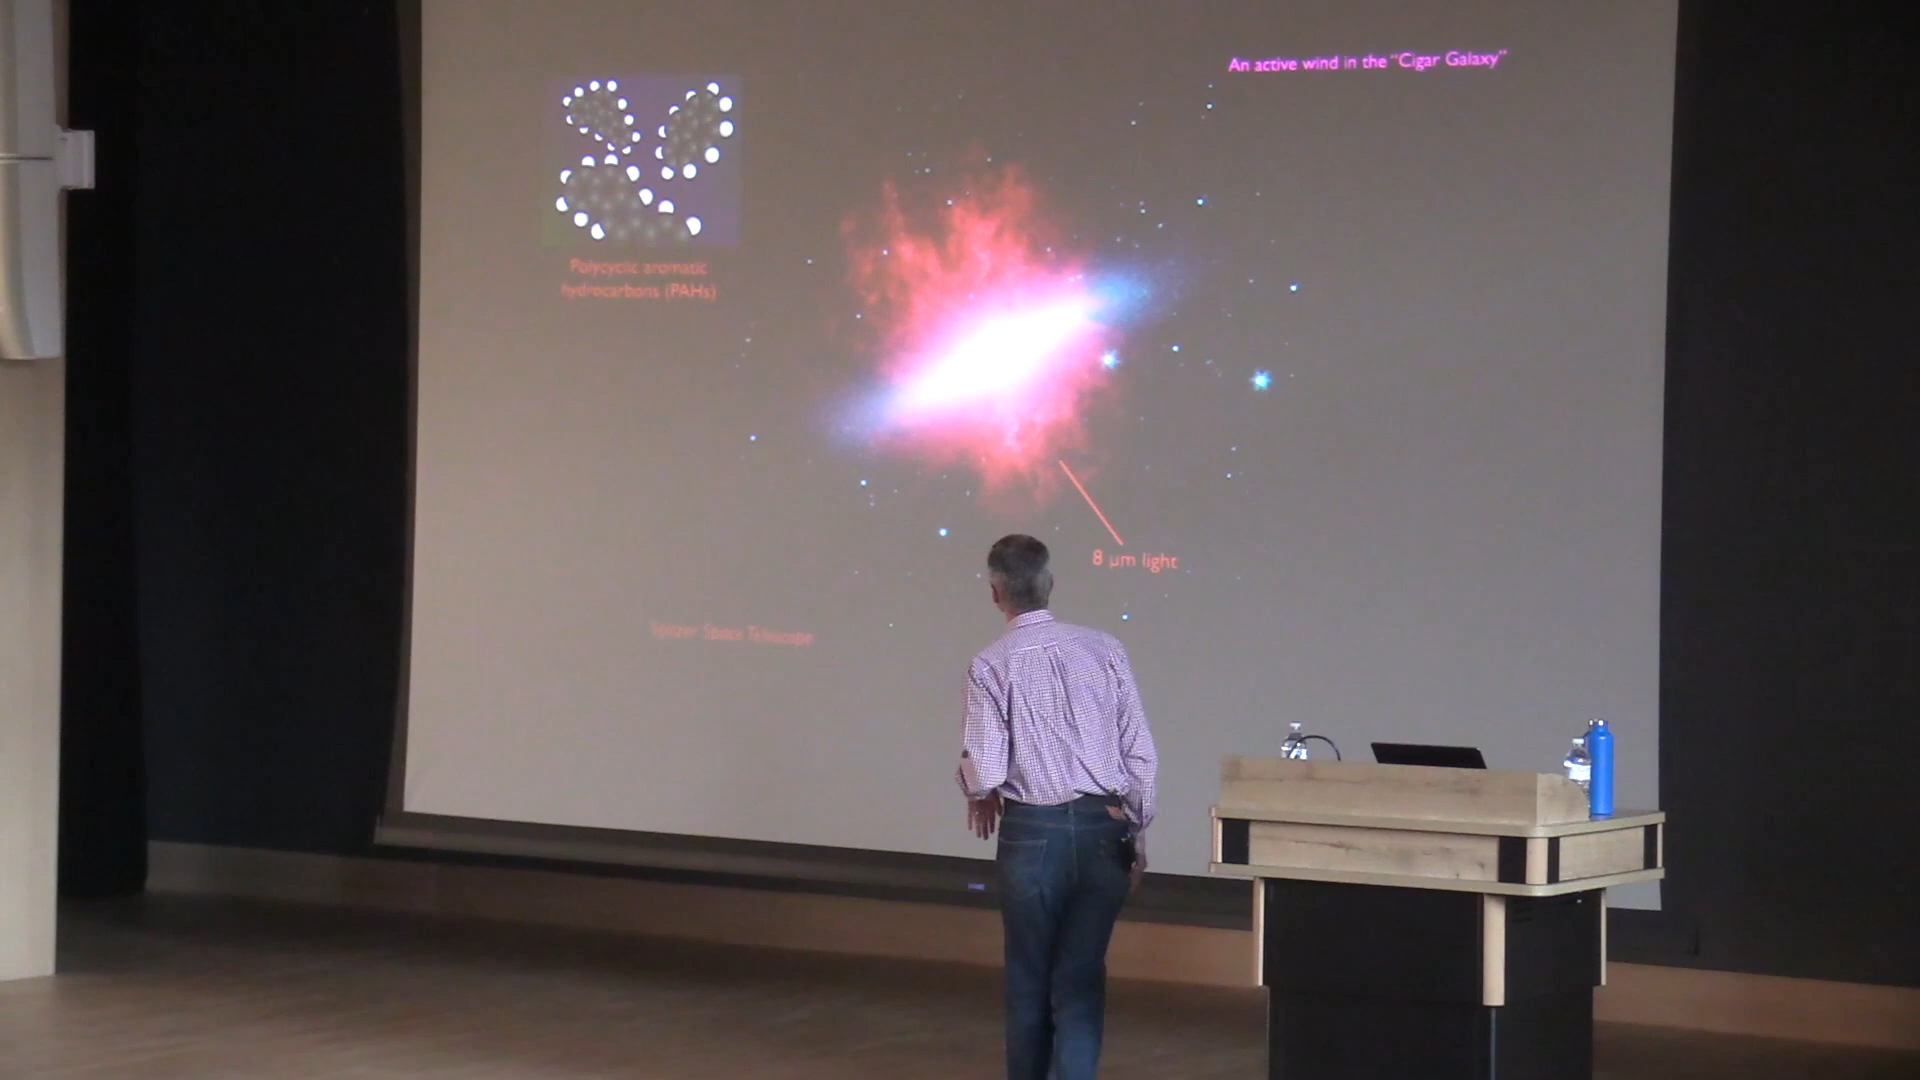 An active wind in the "Cigar Galaxy"
Polycyclic aromatic
hydrocarbons (PAHs)
8 µm light
Spitzer Space Telescope